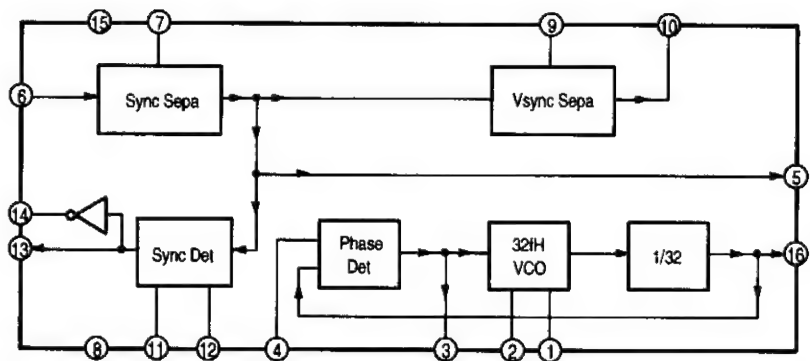 15
7
9
10
6
Sync Sepa
Vsync Sepa
5
14
13
Sync Det
Phase
Det
32fH
VCO
1/32
16
8
11
12
4
3
2
1